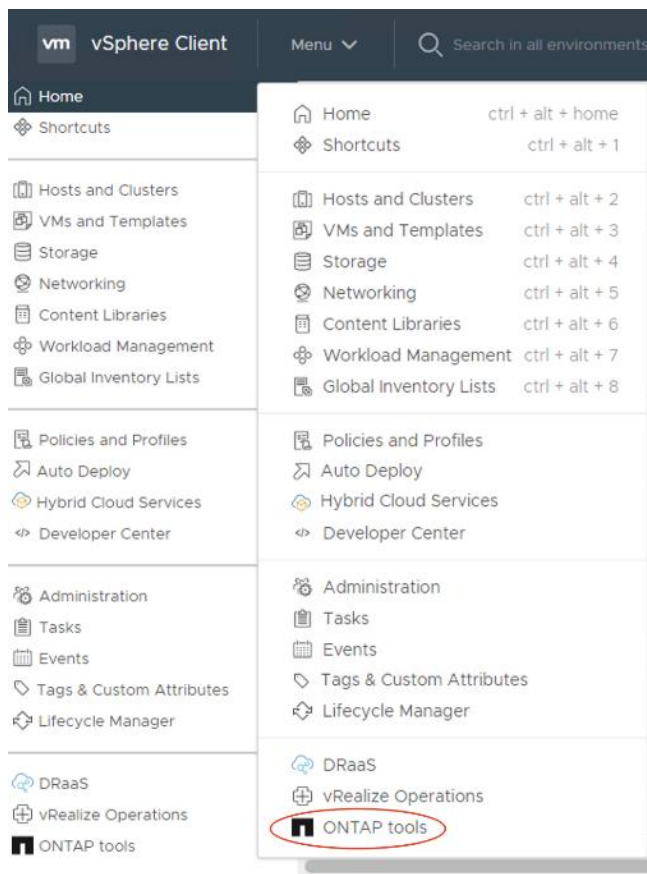 vm vSphere Client Menu Search in all environments
Home
Shortcuts
Hosts and Clusters
VMs and Templates
Storage
Networking
Content Libraries
Workload Management
Global Inventory Lists
Policies and Profiles
Auto Deploy
Hybrid Cloud Services
Developer Center
Administration
Tasks
Events
Tags & Custom Attributes
Lifecycle Manager
DRaaS
vRealize Operations
ONTAP tools
Home ctrl + alt + home
Shortcuts ctrl + alt + 1
Hosts and Clusters ctrl + alt + 2
VMs and Templates ctrl + alt + 3
Storage ctrl + alt + 4
Networking ctrl + alt + 5
Content Libraries ctrl + alt + 6
Workload Management ctrl + alt + 7
Global Inventory Lists ctrl + alt + 8
Policies and Profiles
Auto Deploy
Hybrid Cloud Services
Developer Center
Administration
Tasks
Events
Tags & Custom Attributes
Lifecycle Manager
DRaaS
vRealize Operations
ONTAP tools